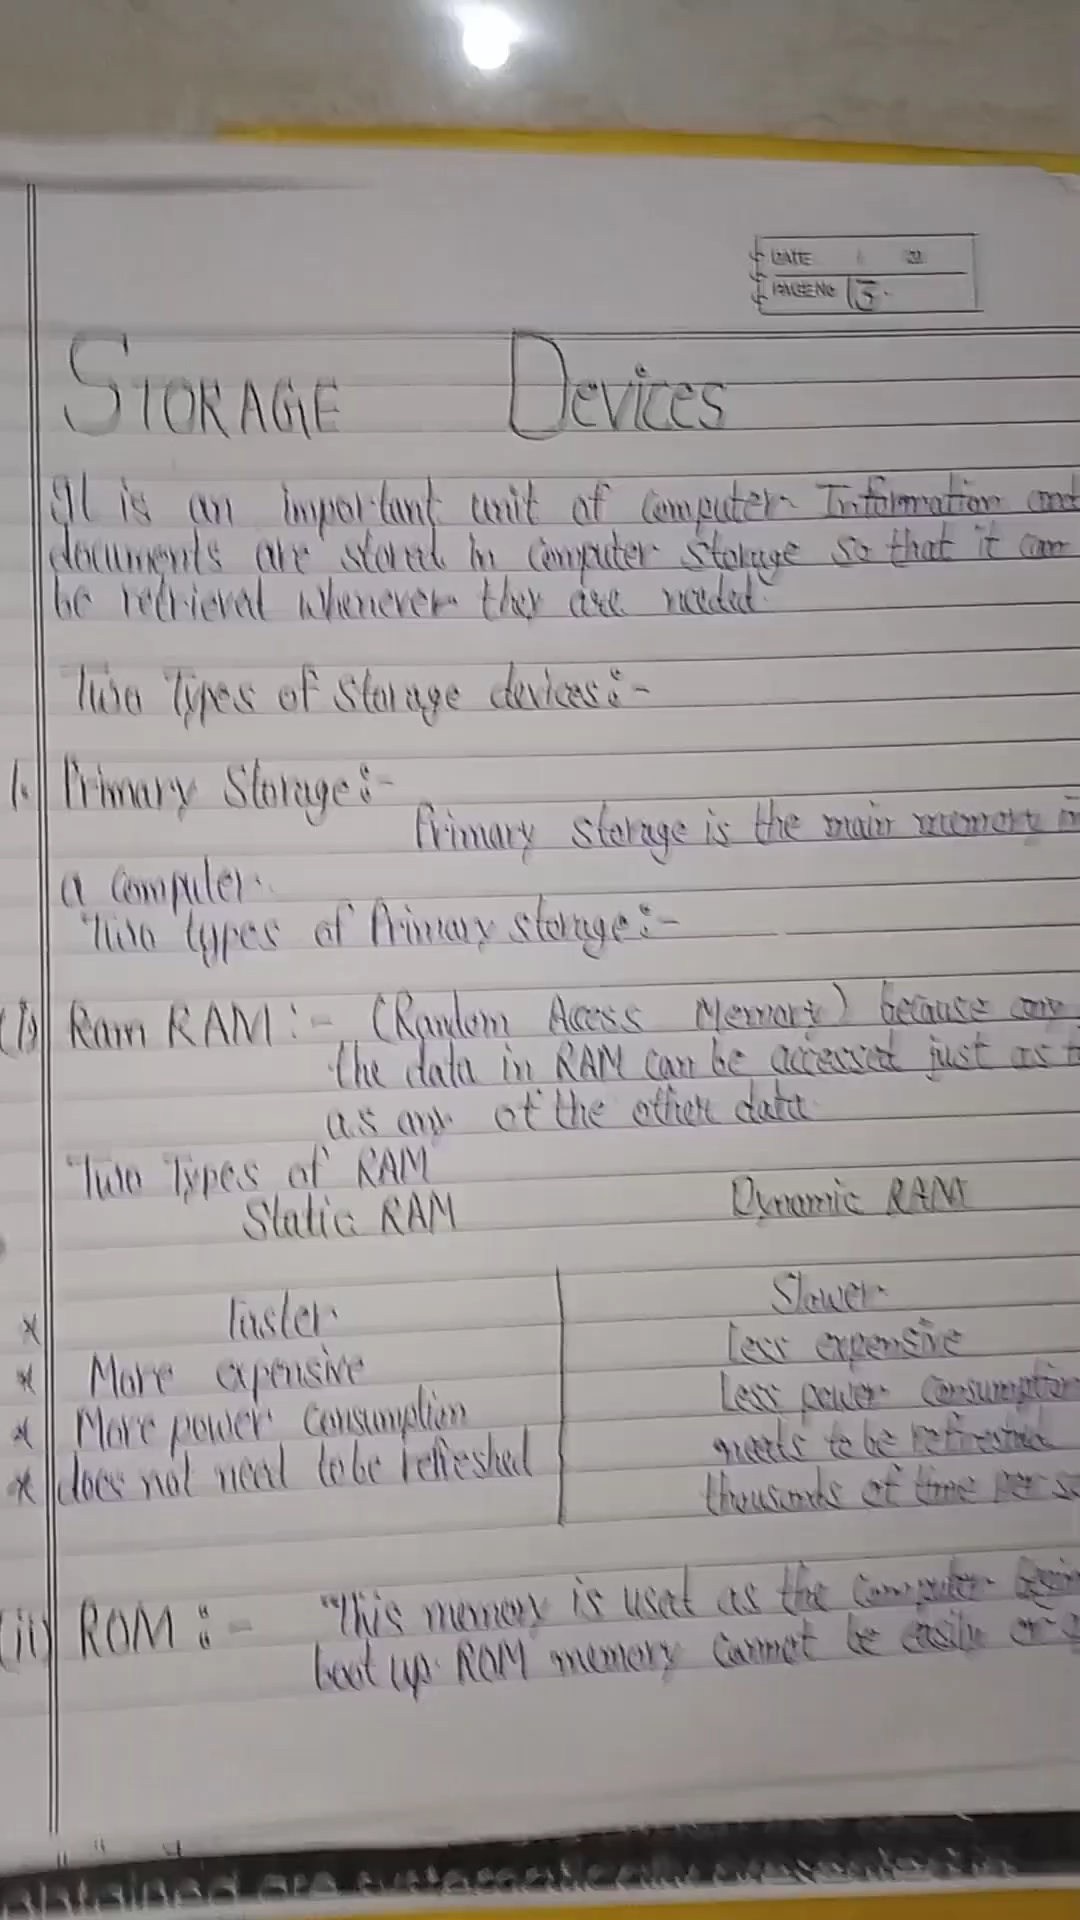 DATE
PAGE NO 13.
STORAGE DEVICES
It is an important unit of Computer Information and
documents are stored in Computer Storage so that it can
be retrieval whenever they are needed.
Two Types of Storage devices:-
1. Primary Storage:-
Primary storage is the main memory in
a Computer.
Two types of Primary storage:-
(i) Ram RAM :- (Random Access Memory) because any
the data in RAM can be accessed just as
as any of the other data
Two Types of RAM
Static RAM Dynamic RAM
* faster Slower
* More expensive Less expensive
* More power Consumption Less power Consumption
* does not need to be refreshed needs to be refreshed
thousands of time per
(ii) ROM :- This memory is used as the Computer
boot up. ROM memory Cannot be easily or
obtained are systematically